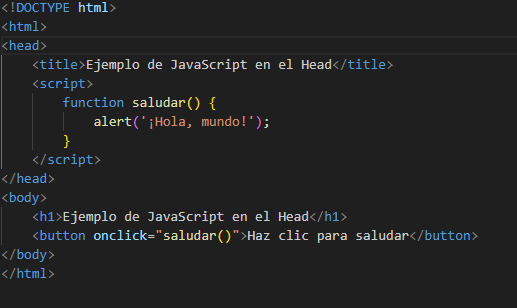 <!DOCTYPE html>
<html>
<head>
    <title>Ejemplo de JavaScript en el Head</title>
    <script>
        function saludar() {
            alert('¡Hola, mundo!');
        }
    </script>
</head>
<body>
    <h1>Ejemplo de JavaScript en el Head</h1>
    <button onclick="saludar()">Haz clic para saludar</button>
</body>
</html>